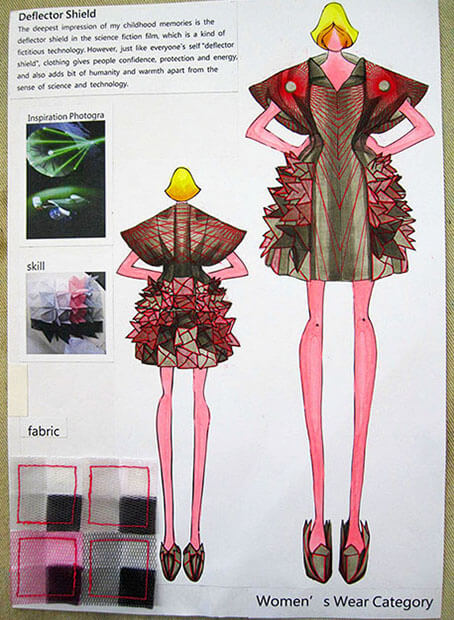 Deflector Shield
The deepest impression of my childhood memories is the
deflector shield in the science fiction film, which is a kind of
fictitious technology. However, just like everyone's self "deflector
shield", clothing gives people confidence, protection and energy,
and also adds bit of humanity and warmth apart from the
sense of science and technology.
Inspiration Photogra
skill
fabric
Women's Wear Category